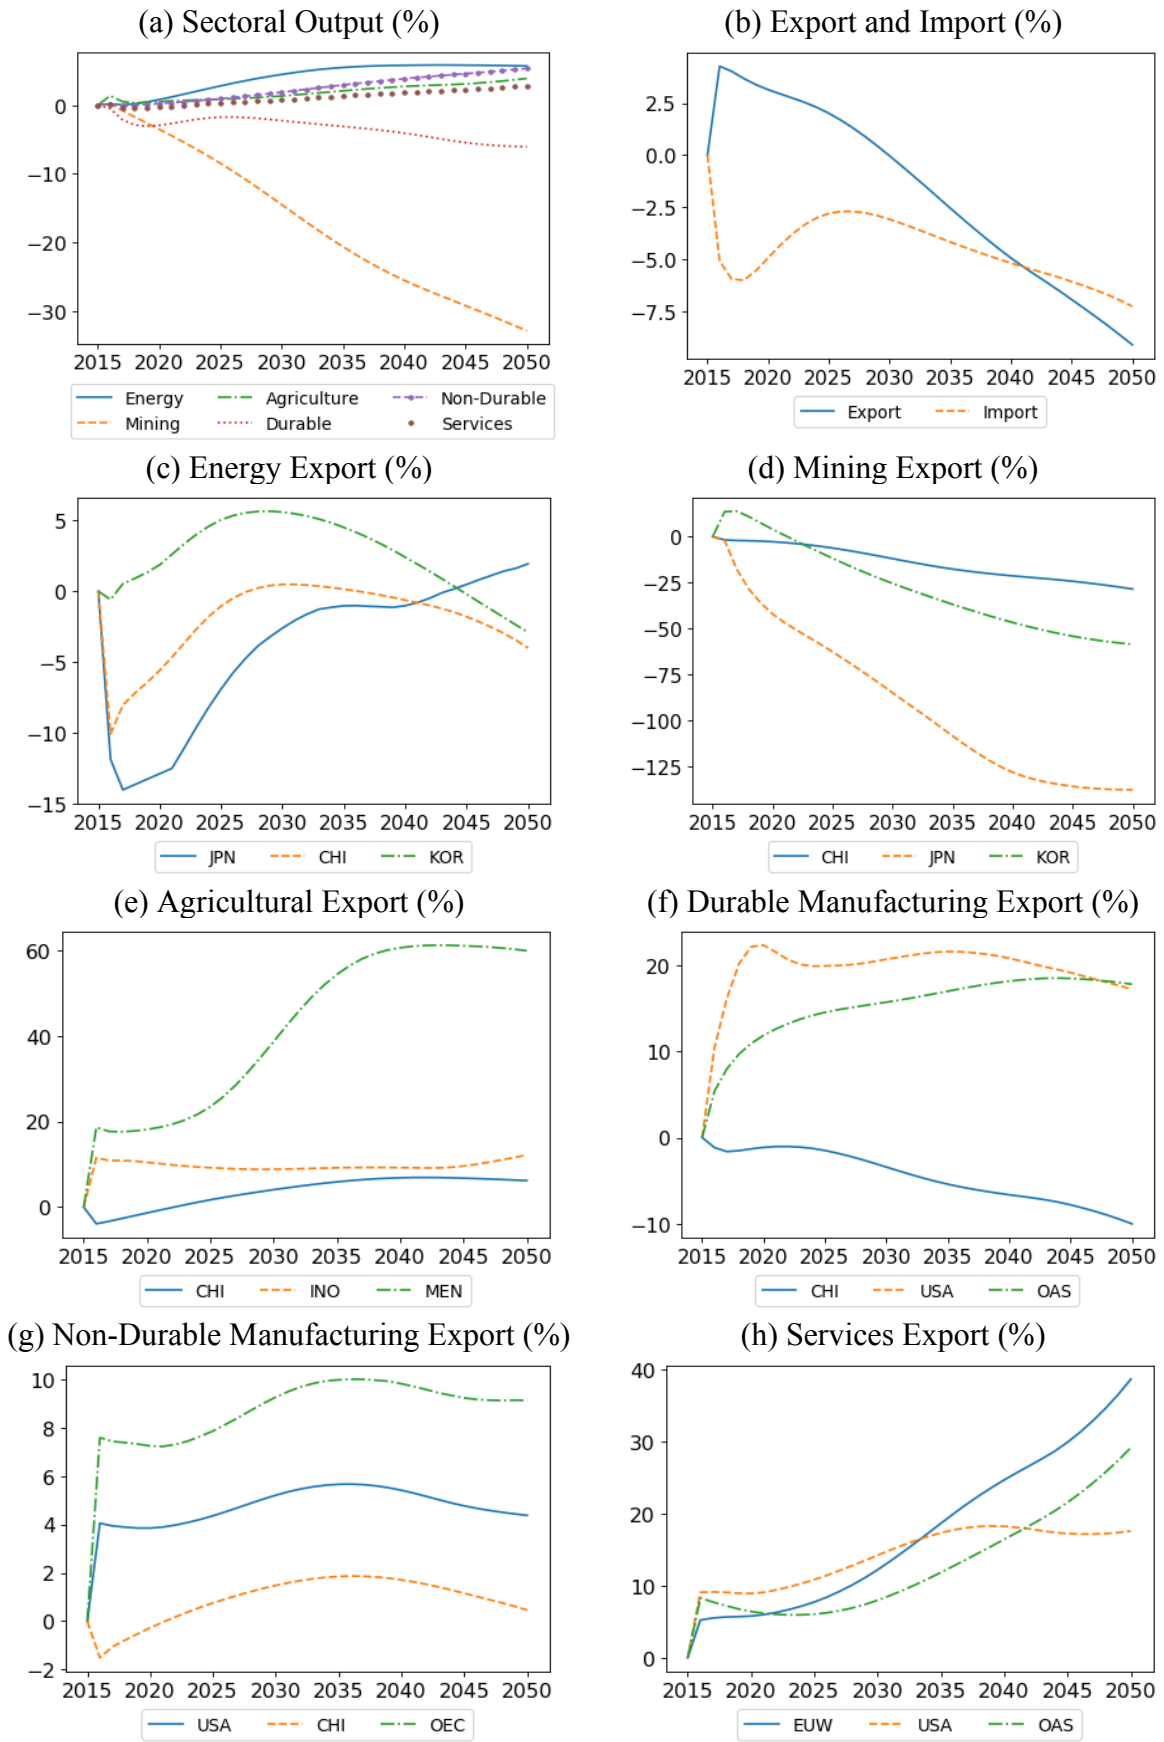 (a) Sectoral Output (%)
0
−10
−20
−30
2015 2020 2025 2030 2035 2040 2045 2050
Energy Agriculture Non-Durable
Mining Durable Services
(b) Export and Import (%)
2.5
0.0
−2.5
−5.0
−7.5
2015 2020 2025 2030 2035 2040 2045 2050
Export Import
(c) Energy Export (%)
5
0
−5
−10
−15
2015 2020 2025 2030 2035 2040 2045 2050
JPN CHI KOR
(d) Mining Export (%)
0
−25
−50
−75
−100
−125
2015 2020 2025 2030 2035 2040 2045 2050
CHI JPN KOR
(e) Agricultural Export (%)
60
40
20
0
2015 2020 2025 2030 2035 2040 2045 2050
CHI INO MEN
(f) Durable Manufacturing Export (%)
20
10
0
−10
2015 2020 2025 2030 2035 2040 2045 2050
CHI USA OAS
(g) Non-Durable Manufacturing Export (%)
10
8
6
4
2
0
−2
2015 2020 2025 2030 2035 2040 2045 2050
USA CHI OEC
(h) Services Export (%)
40
30
20
10
0
2015 2020 2025 2030 2035 2040 2045 2050
EUW USA OAS